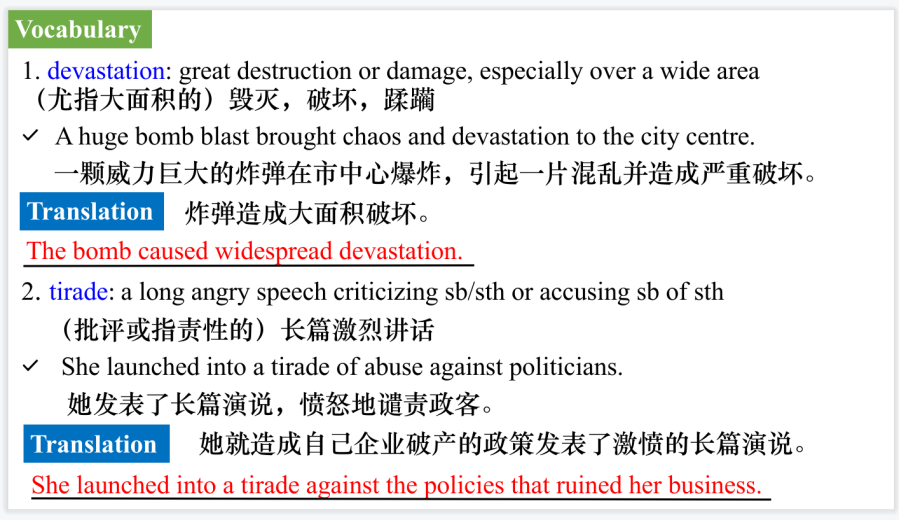 Vocabulary
1. devastation: great destruction or damage, especially over a wide area
（尤指大面积的）毁灭，破坏，蹂躏
✓ A huge bomb blast brought chaos and devastation to the city centre.
一颗威力巨大的炸弹在市中心爆炸，引起一片混乱并造成严重破坏。
Translation 炸弹造成大面积破坏。
The bomb caused widespread devastation.
2. tirade: a long angry speech criticizing sb/sth or accusing sb of sth
（批评或指责性的）长篇激烈讲话
✓ She launched into a tirade of abuse against politicians.
她发表了长篇演说，愤怒地谴责政客。
Translation 她就造成自己企业破产的政策发表了激愤的长篇演说。
She launched into a tirade against the policies that ruined her business.